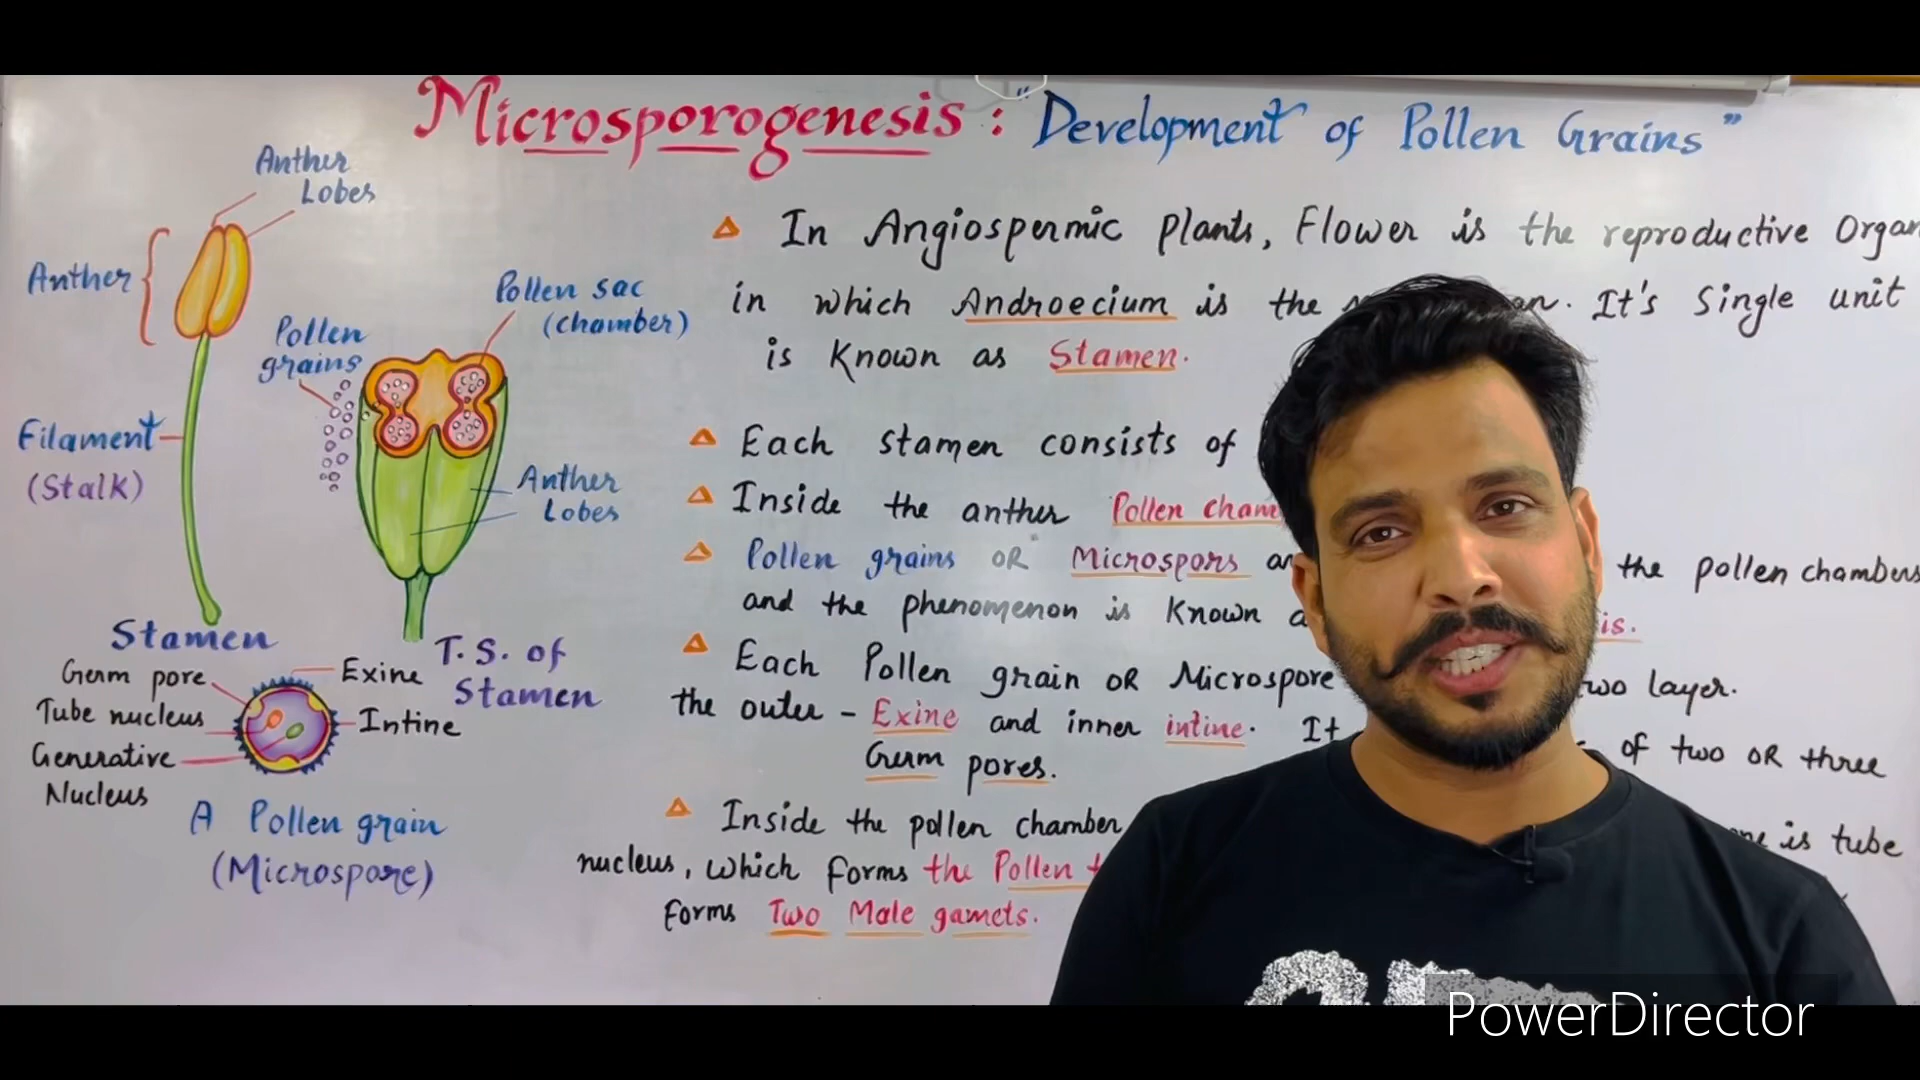 Microsporogenesis : "Development of Pollen Grains"
Anther
Lobes
Anther
Pollen sac
(chamber)
Pollen
grains
Filament
(Stalk)
Anther
Lobes
Stamen
T.S. of
Stamen
Germ pore
Exine
Tube nucleus
Intine
Generative
Nucleus
A Pollen grain
(Microspore)
In Angiospermic plants, Flower is the reproductive Organ
in which Androecium is the
It's Single unit
is Known as Stamen.
Each stamen consists of
Inside the anther Pollen cham
Pollen grains OR Microspors
the pollen chambers
and the phenomenon is Known
is.
Each Pollen grain OR Microspore
two layer.
the outer - Exine and inner intine. It
of two OR three
Germ pores.
Inside the pollen chamber
is tube
nucleus, which forms the Pollen
forms Two Male gamets.
PowerDirector